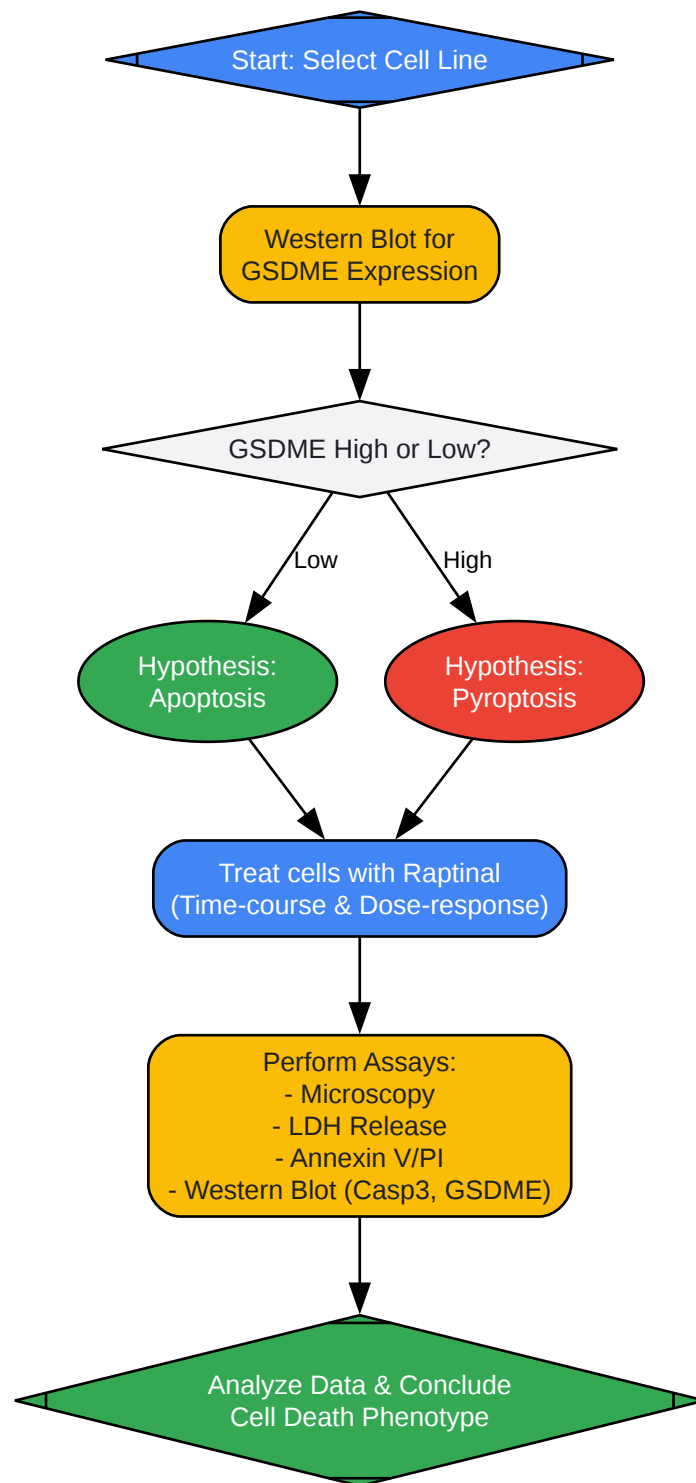 Start: Select Cell Line
Western Blot for
GSDME Expression
GSDME High or Low?
Low
High
Hypothesis:
Apoptosis
Hypothesis:
Pyroptosis
Treat cells with Raptinal
(Time-course & Dose-response)
Perform Assays:
- Microscopy
- LDH Release
- Annexin V/PI
- Western Blot (Casp3, GSDME)
Analyze Data & Conclude
Cell Death Phenotype